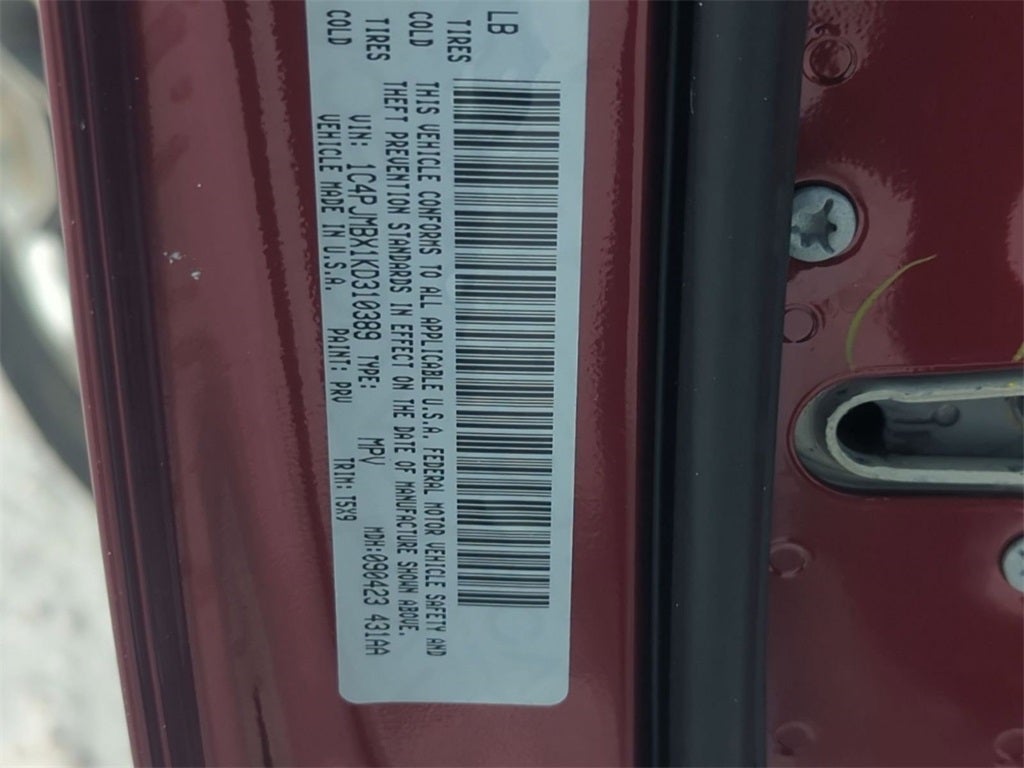 LB
TIRES COLD
TIRES COLD
THIS VEHICLE CONFORMS TO ALL APPLICABLE U.S.A. FEDERAL MOTOR VEHICLE SAFETY AND
THEFT PREVENTION STANDARDS IN EFFECT ON THE DATE OF MANUFACTURE SHOWN ABOVE.
VIN: 1C4PJMBX1KD310389 TYPE: MPV MDH:090423 431AA
VEHICLE MADE IN U.S.A. PAINT: PRV TRIM: T5X9